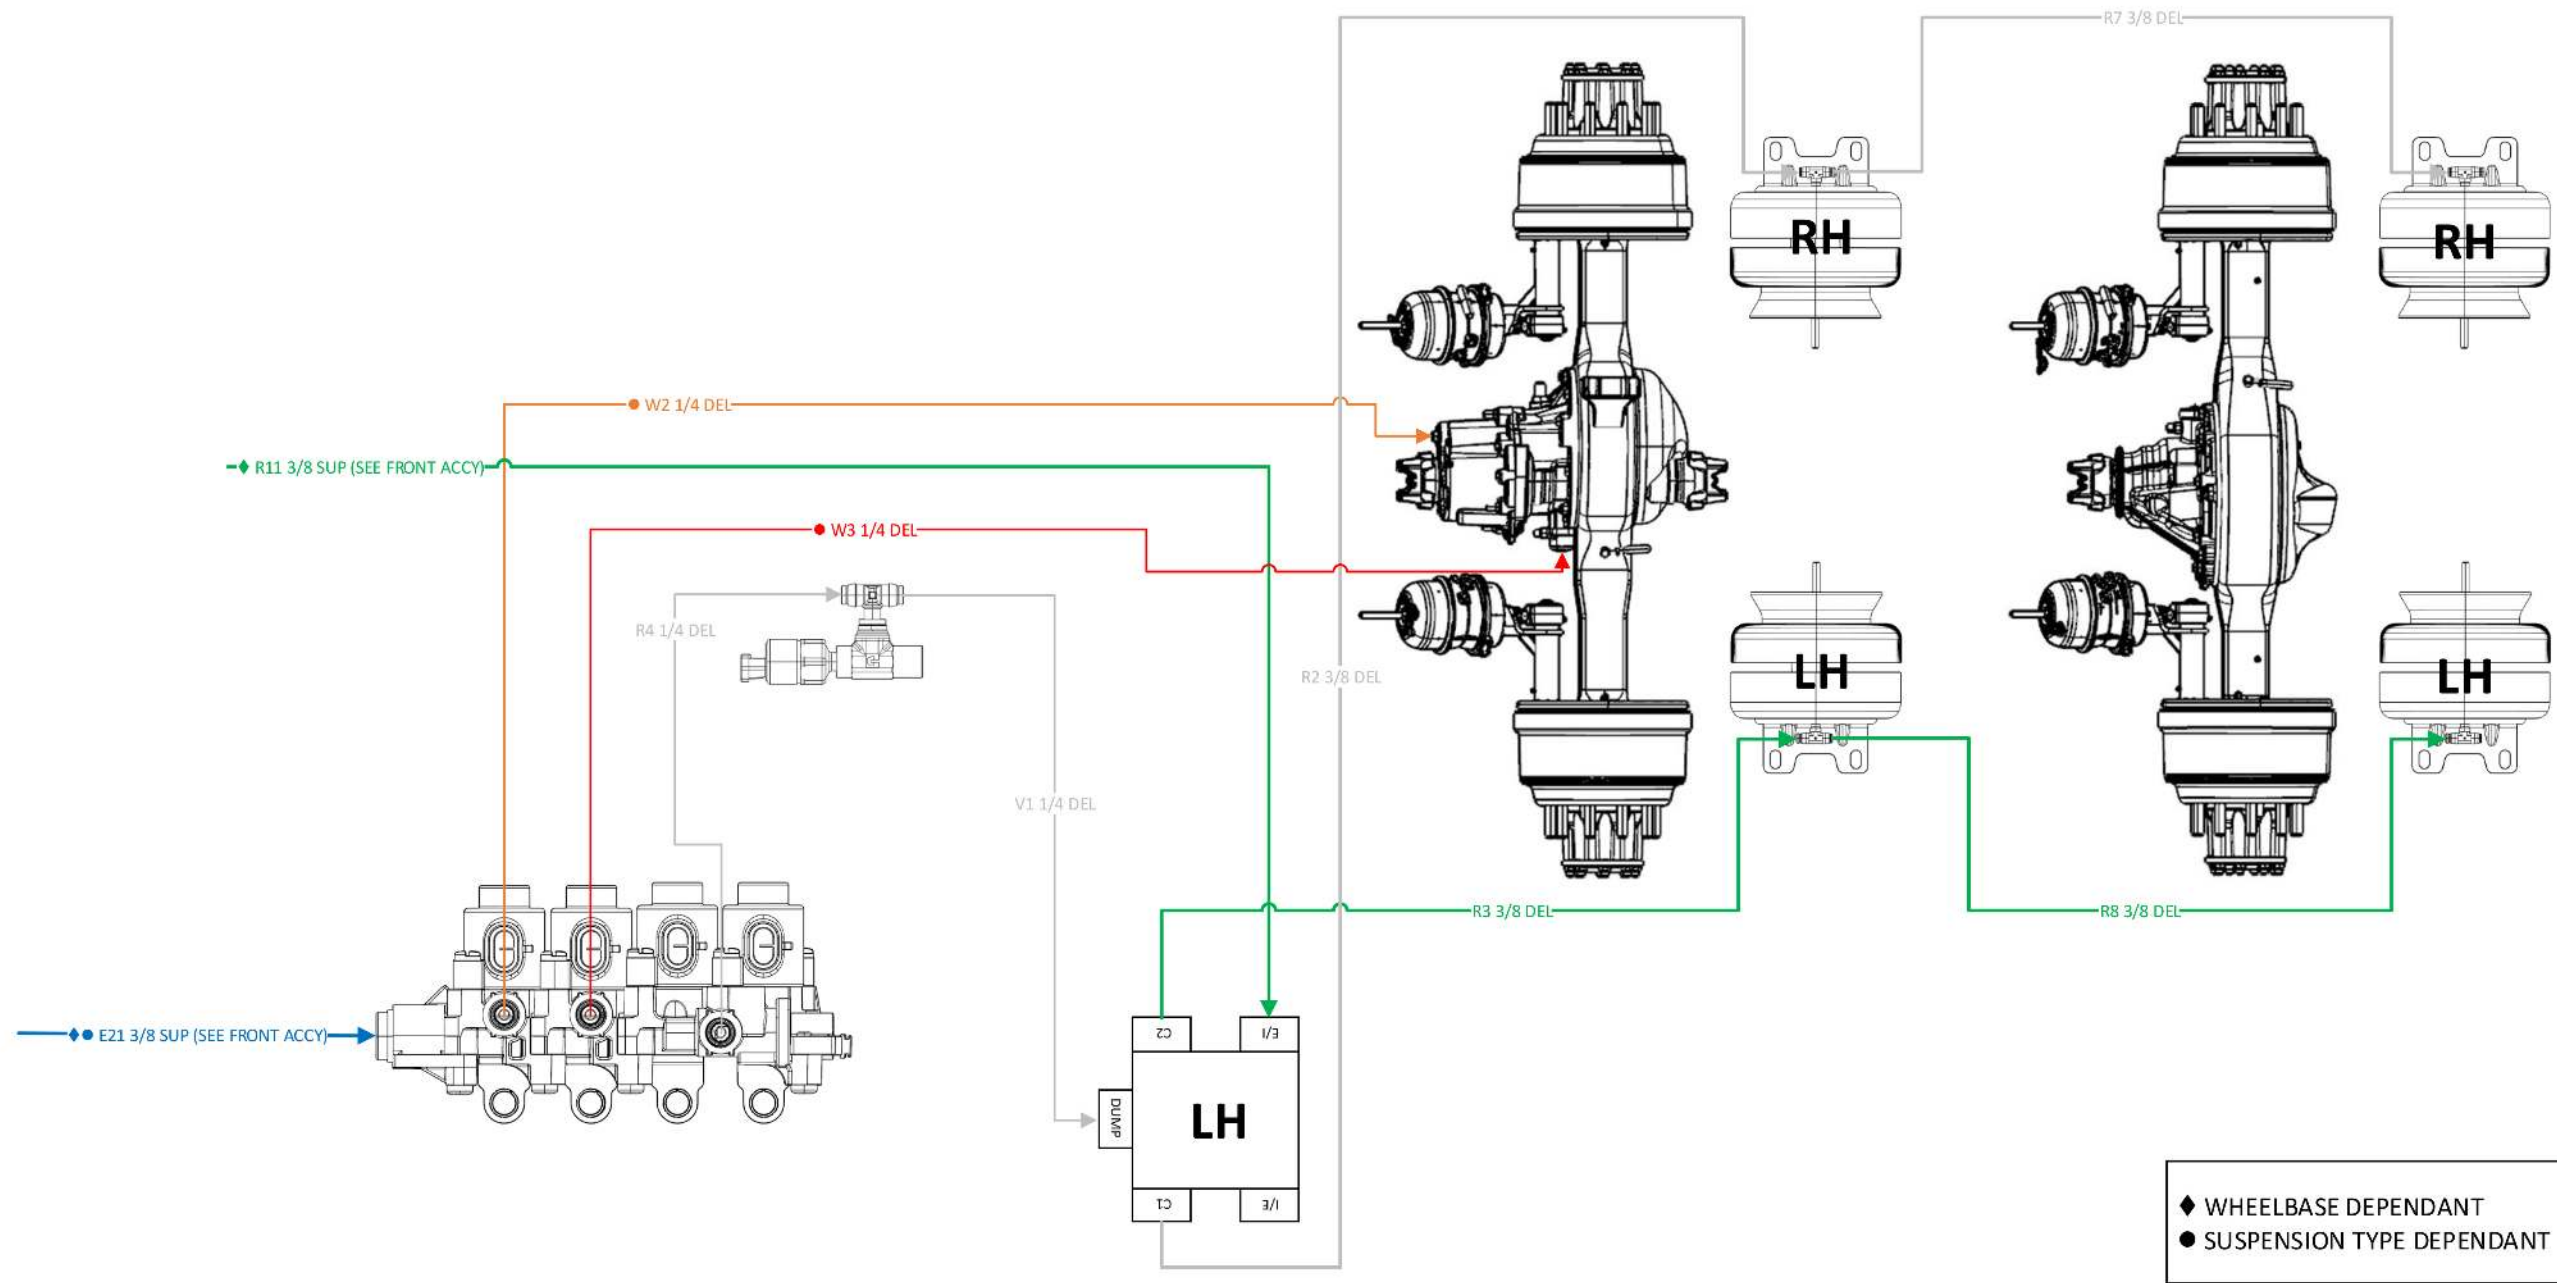 R7 3/8 DEL
RH
RH
W2 1/4 DEL
R11 3/8 SUP (SEE FRONT ACCY)
W3 1/4 DEL
R4 1/4 DEL
R2 3/8 DEL
LH
LH
V1 1/4 DEL
R3 3/8 DEL
R8 3/8 DEL
E21 3/8 SUP (SEE FRONT ACCY)
C2
E/I
DUMP
LH
C1
I/E
♦ WHEELBASE DEPENDANT
● SUSPENSION TYPE DEPENDANT